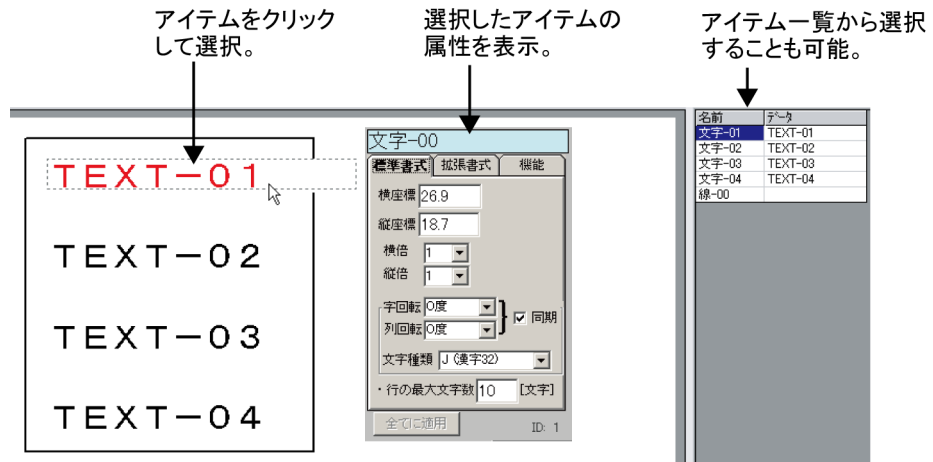 アイテムをクリック
して選択。
選択したアイテムの
属性を表示。
アイテム一覧から選択
することも可能。
TEXT－01
TEXT－02
TEXT－03
TEXT－04
文字-00
標準書式 拡張書式 機能
横座標 26.9
縦座標 18.7
横倍 1
縦倍 1
字回転 0度
列回転 0度
同期
文字種類 J (漢字32)
・行の最大文字数 10 [文字]
全てに適用 ID: 1
名前 データ
文字-01 TEXT-01
文字-02 TEXT-02
文字-03 TEXT-03
文字-04 TEXT-04
線-00